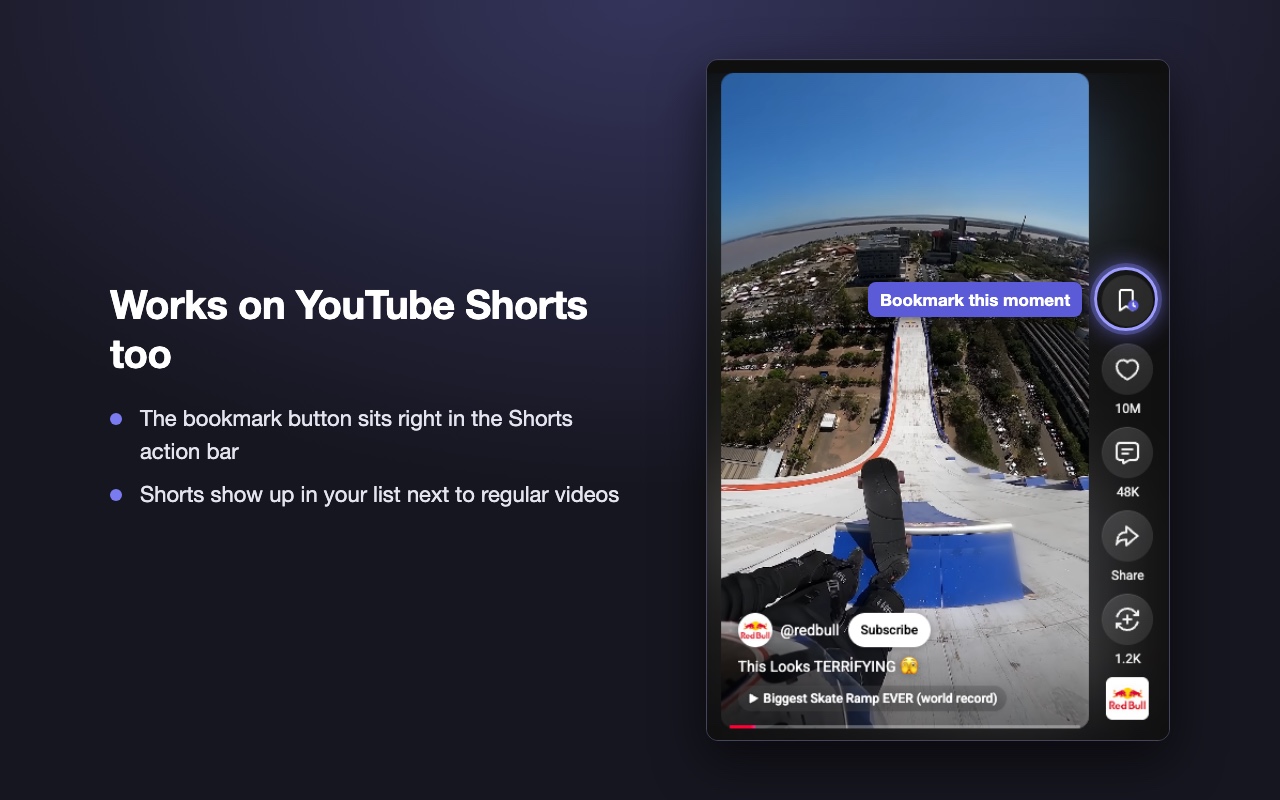 Works on YouTube Shorts
too
The bookmark button sits right in the Shorts
action bar
Shorts show up in your list next to regular videos
Bookmark this moment
10M
48K
Share
1.2K
Red Bull
@redbull
Subscribe
This Looks TERRİFYING 🫣
Biggest Skate Ramp EVER (world record)
Red Bull